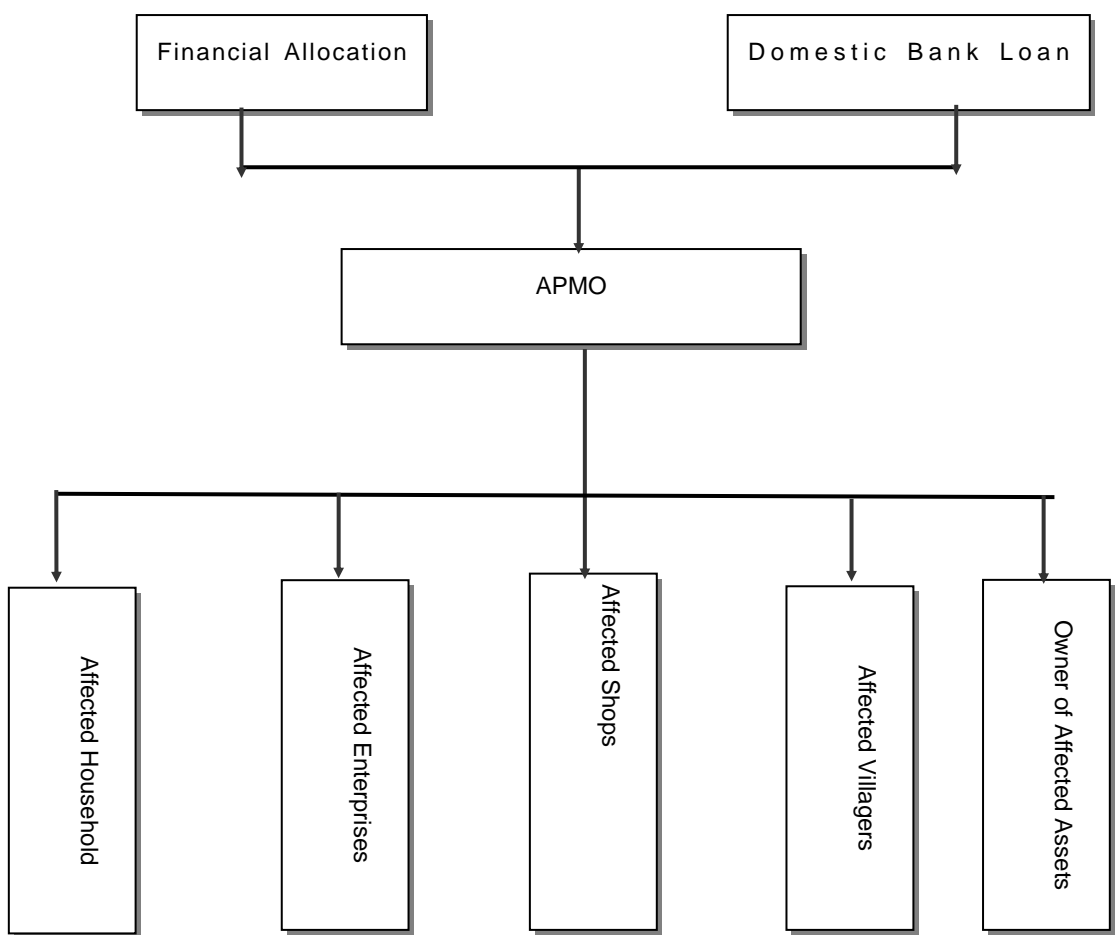 Financial Allocation
Domestic Bank Loan
APMO
Affected Household
Affected Enterprises
Affected Shops
Affected Villagers
Owner of Affected Assets